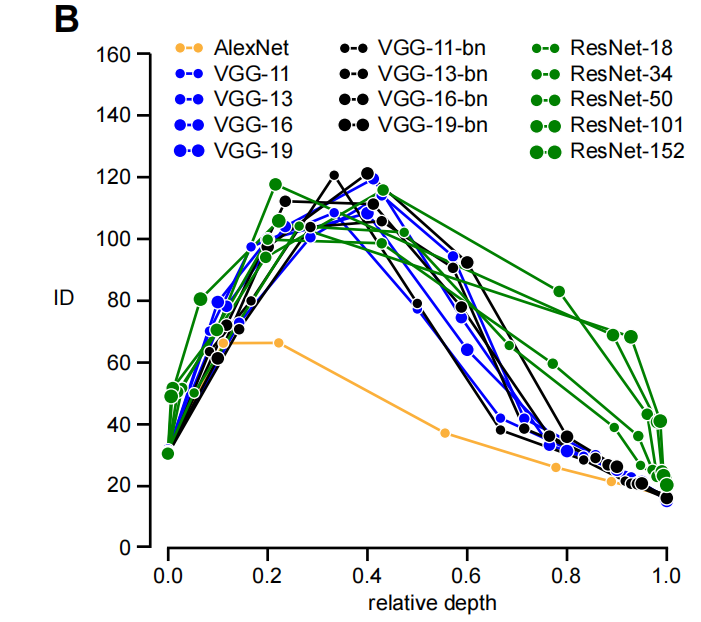 B
AlexNet
VGG-11
VGG-13
VGG-16
VGG-19
VGG-11-bn
VGG-13-bn
VGG-16-bn
VGG-19-bn
ResNet-18
ResNet-34
ResNet-50
ResNet-101
ResNet-152
160
140
120
100
80
60
40
20
0
ID
0.0 0.2 0.4 0.6 0.8 1.0
relative depth